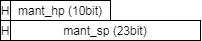 H mant_hp (10bit)
H mant_sp (23bit)